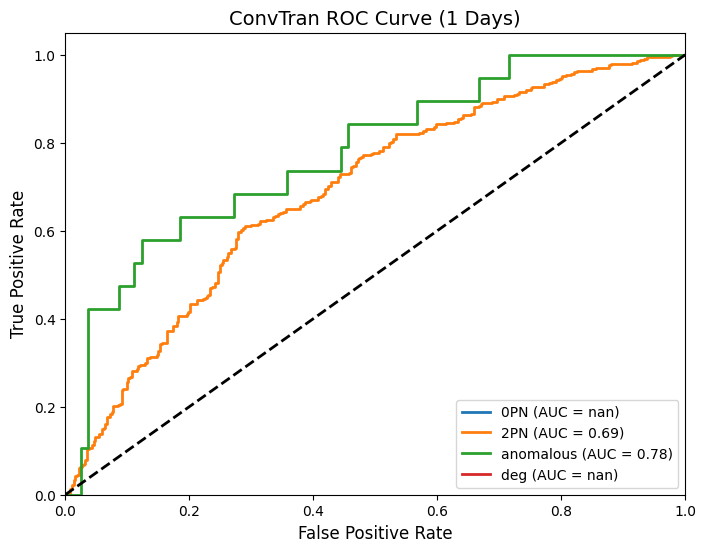 ConvTran ROC Curve (1 Days)
True Positive Rate
1.0
0.8
0.6
0.4
0.2
0.0
0PN (AUC = nan)
2PN (AUC = 0.69)
anomalous (AUC = 0.78)
deg (AUC = nan)
0.0 0.2 0.4 0.6 0.8 1.0
False Positive Rate